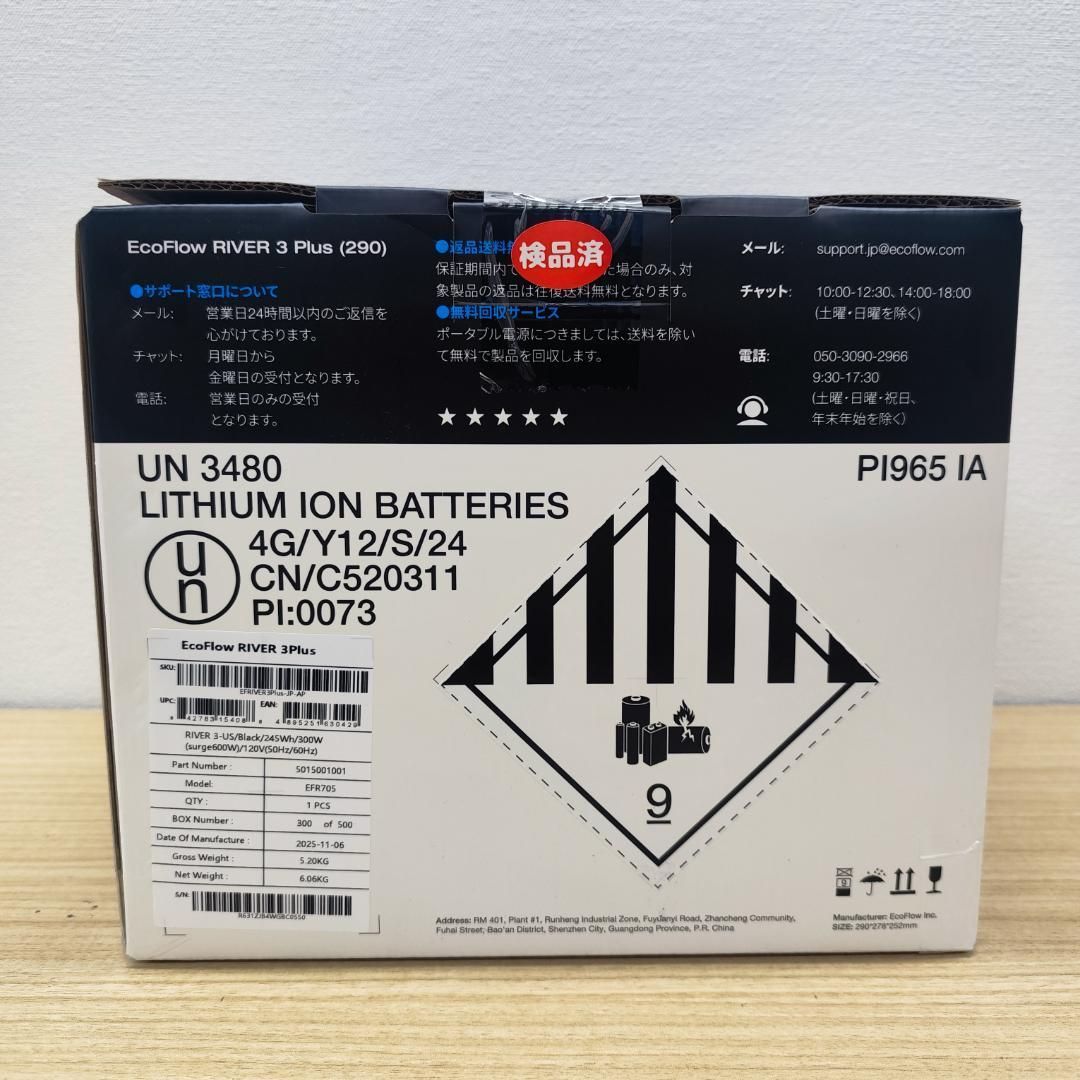 EcoFlow RIVER 3 Plus (290)
●サポート窓口について
メール: 営業日24時間以内のご返信を
心がけております。
チャット: 月曜日から
金曜日の受付となります。
電話: 営業日のみの受付
となります。
●返品送料
検品済
保証期間内で た場合のみ、対
象製品の返品は往復送料無料となります。
●無料回収サービス
ポータブル電源につきましては、送料を除い
て無料で製品を回収します。
メール: support.jp@ecoflow.com
チャット: 10:00-12:30、14:00-18:00
(土曜・日曜を除く)
電話: 050-3090-2966
9:30-17:30
(土曜・日曜・祝日、
年末年始を除く)
UN 3480
LITHIUM ION BATTERIES
un
4G/Y12/S/24
CN/C520311
PI:0073
PI965 IA
EcoFlow RIVER 3Plus
SKU:
EFRIVER3Plus-JP-AP
UPC: EAN:
42783 15408 4 895251 630429
RIVER 3-US/Black/245Wh/300W
(surge600W)/120V(50Hz/60Hz)
Part Number : 5015001001
Model: EFR705
QTY : 1 PCS
BOX Number : 300 of 500
Date Of Manufacture : 2025-11-06
Gross Weight : 5.20KG
Net Weight : 6.06KG
S/N:
R631ZJB4WGBC0550
9
9
Address: RM 401, Plant #1, Runheng Industrial Zone, FuyuJanyi Road, Zhancheng Community,
Fuhai Street, Bao'an District, Shenzhen City, Guangdong Province, P.R. China
Manufacturer: EcoFlow Inc.
SIZE: 290*278*252mm